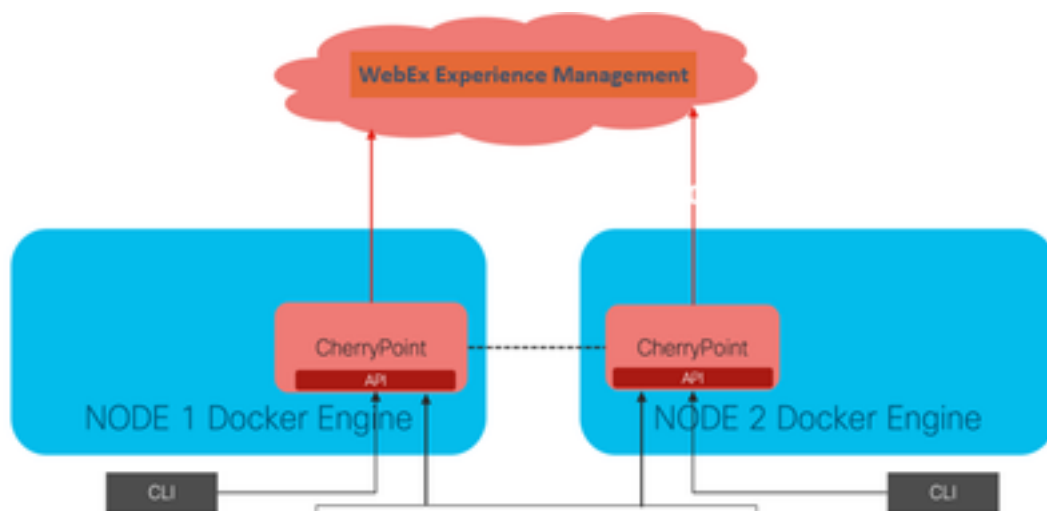 WebEx Experience Management
CherryPoint
API
NODE 1 Docker Engine
CherryPoint
API
NODE 2 Docker Engine
CLI
CLI